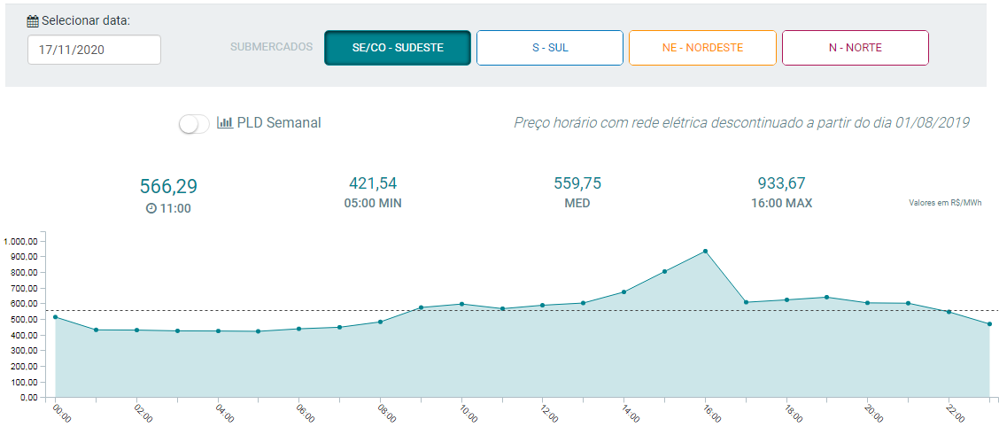 Selecionar data:
17/11/2020
SUBMERCADOS
SE/CO - SUDESTE
S - SUL
NE - NORDESTE
N - NORTE
PLD Semanal
Preço horário com rede elétrica descontinuado a partir do dia 01/08/2019
566,29
11:00
421,54
05:00 MIN
559,75
MED
933,67
16:00 MAX
Valores em R$/MWh
1.000,00
900,00
800,00
700,00
600,00
500,00
400,00
300,00
200,00
100,00
0,00
00:00
02:00
04:00
06:00
08:00
10:00
12:00
14:00
16:00
18:00
20:00
22:00